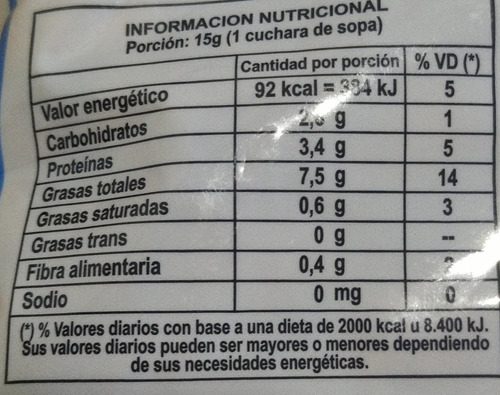 INFORMACION NUTRICIONAL
Porción: 15g (1 cuchara de sopa)
Cantidad por porción % VD (*)
Valor energético 92 kcal = 384 kJ 5
Carbohidratos g 1
Proteínas 3,4 g 5
Grasas totales 7,5 g 14
Grasas saturadas 0,6 g 3
Grasas trans 0 g --
Fibra alimentaria 0,4 g
Sodio 0 mg 0
(*) % Valores diarios con base a una dieta de 2000 kcal u 8.400 kJ.
Sus valores diarios pueden ser mayores o menores dependiendo
de sus necesidades energéticas.